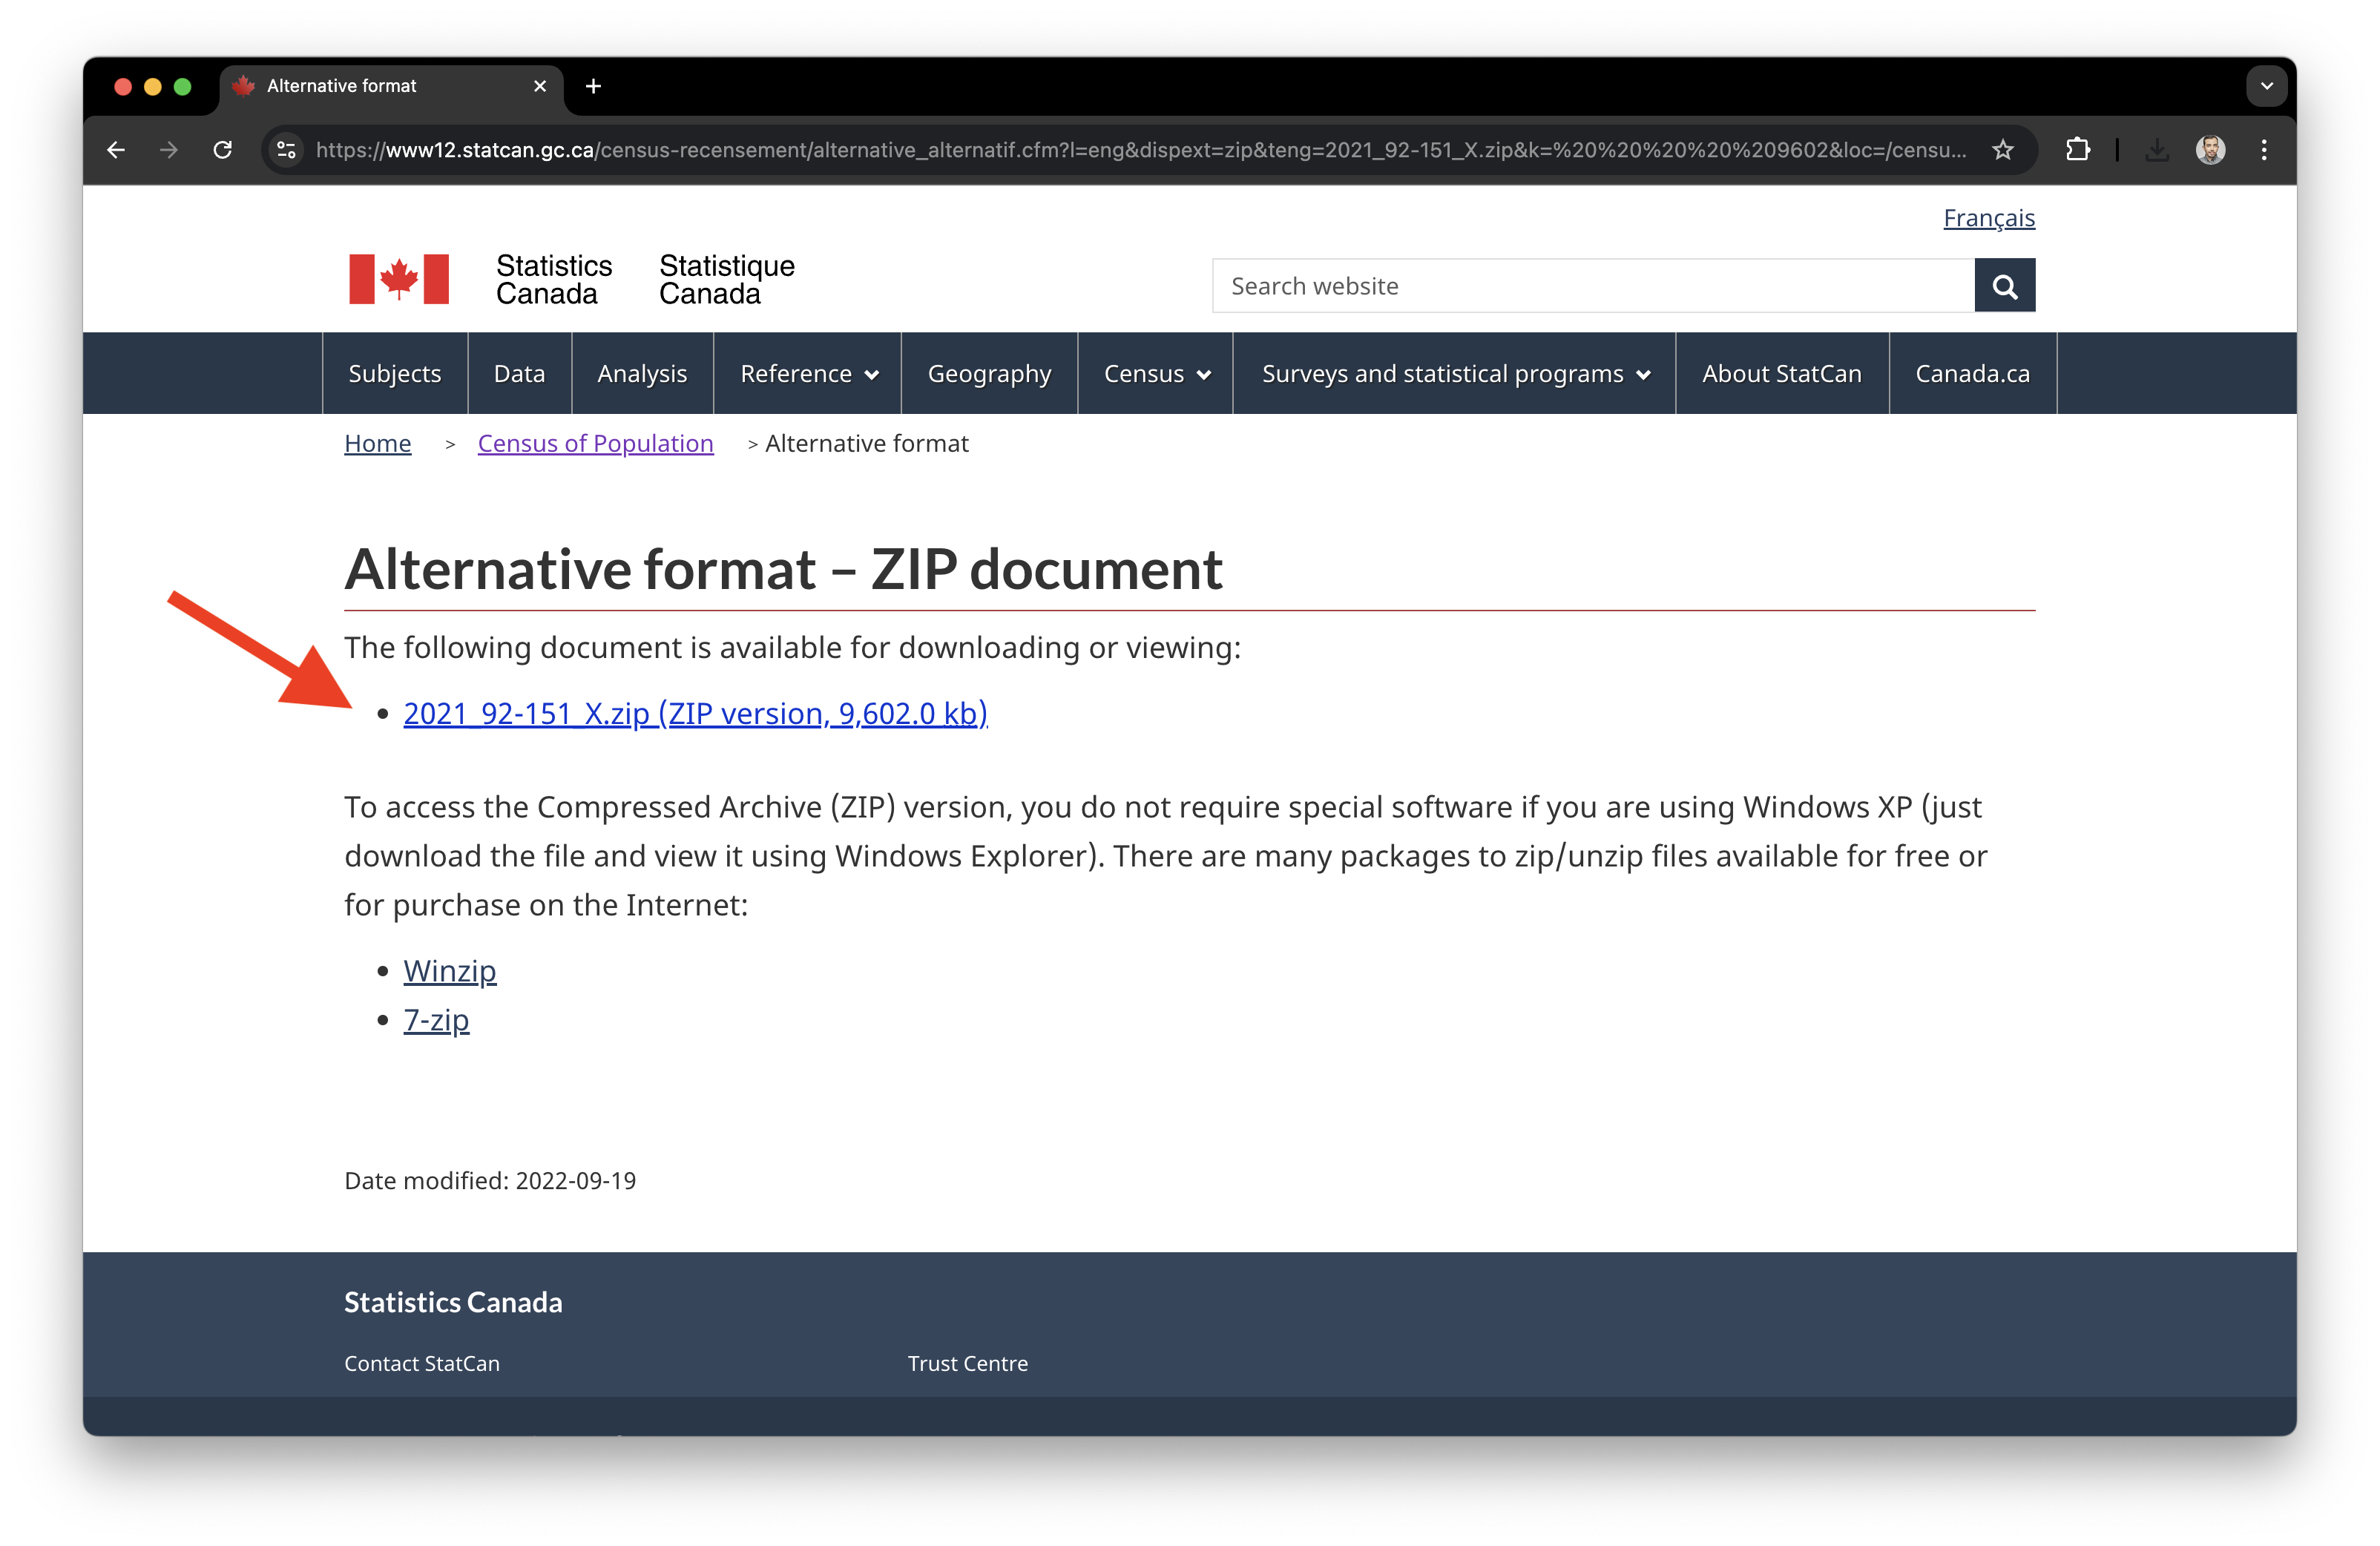 Alternative format
https://www12.statcan.gc.ca/census-recensement/alternative_alternatif.cfm?l=eng&dispext=zip&teng=2021_92-151_X.zip&k=%20%20%20%20%209602&loc=/censu...
Français
Statistics Statistique
Canada Canada
Search website
Subjects Data Analysis Reference Geography Census Surveys and statistical programs About StatCan Canada.ca
Home > Census of Population > Alternative format
Alternative format – ZIP document
The following document is available for downloading or viewing:
• 2021_92-151_X.zip (ZIP version, 9,602.0 kb)
To access the Compressed Archive (ZIP) version, you do not require special software if you are using Windows XP (just
download the file and view it using Windows Explorer). There are many packages to zip/unzip files available for free or
for purchase on the Internet:
• Winzip
• 7-zip
Date modified: 2022-09-19
Statistics Canada
Contact StatCan Trust Centre